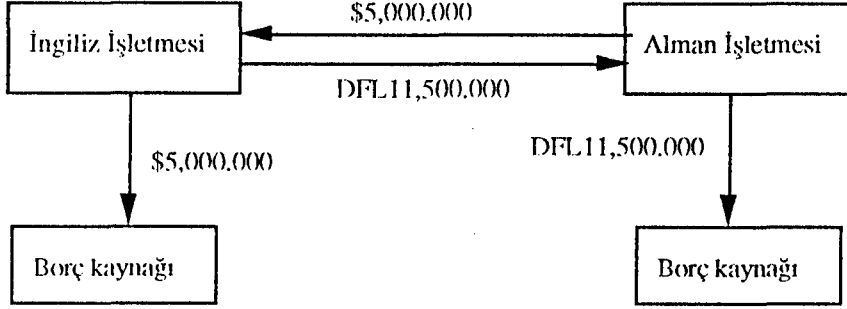 $5,000.000
İngiliz İşletmesi
Alman İşletmesi
DFL11,500.000
$5,000.000
DFL11,500.000
Borç kaynağı
Borç kaynağı